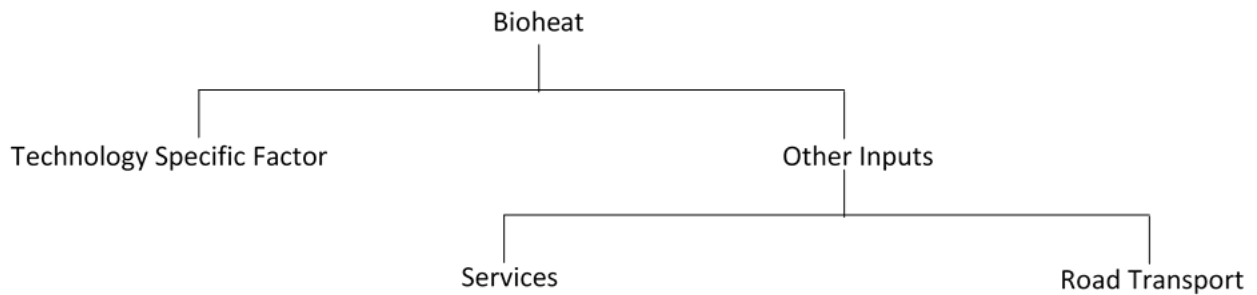 Bioheat
Technology Specific Factor
Other Inputs
Services
Road Transport